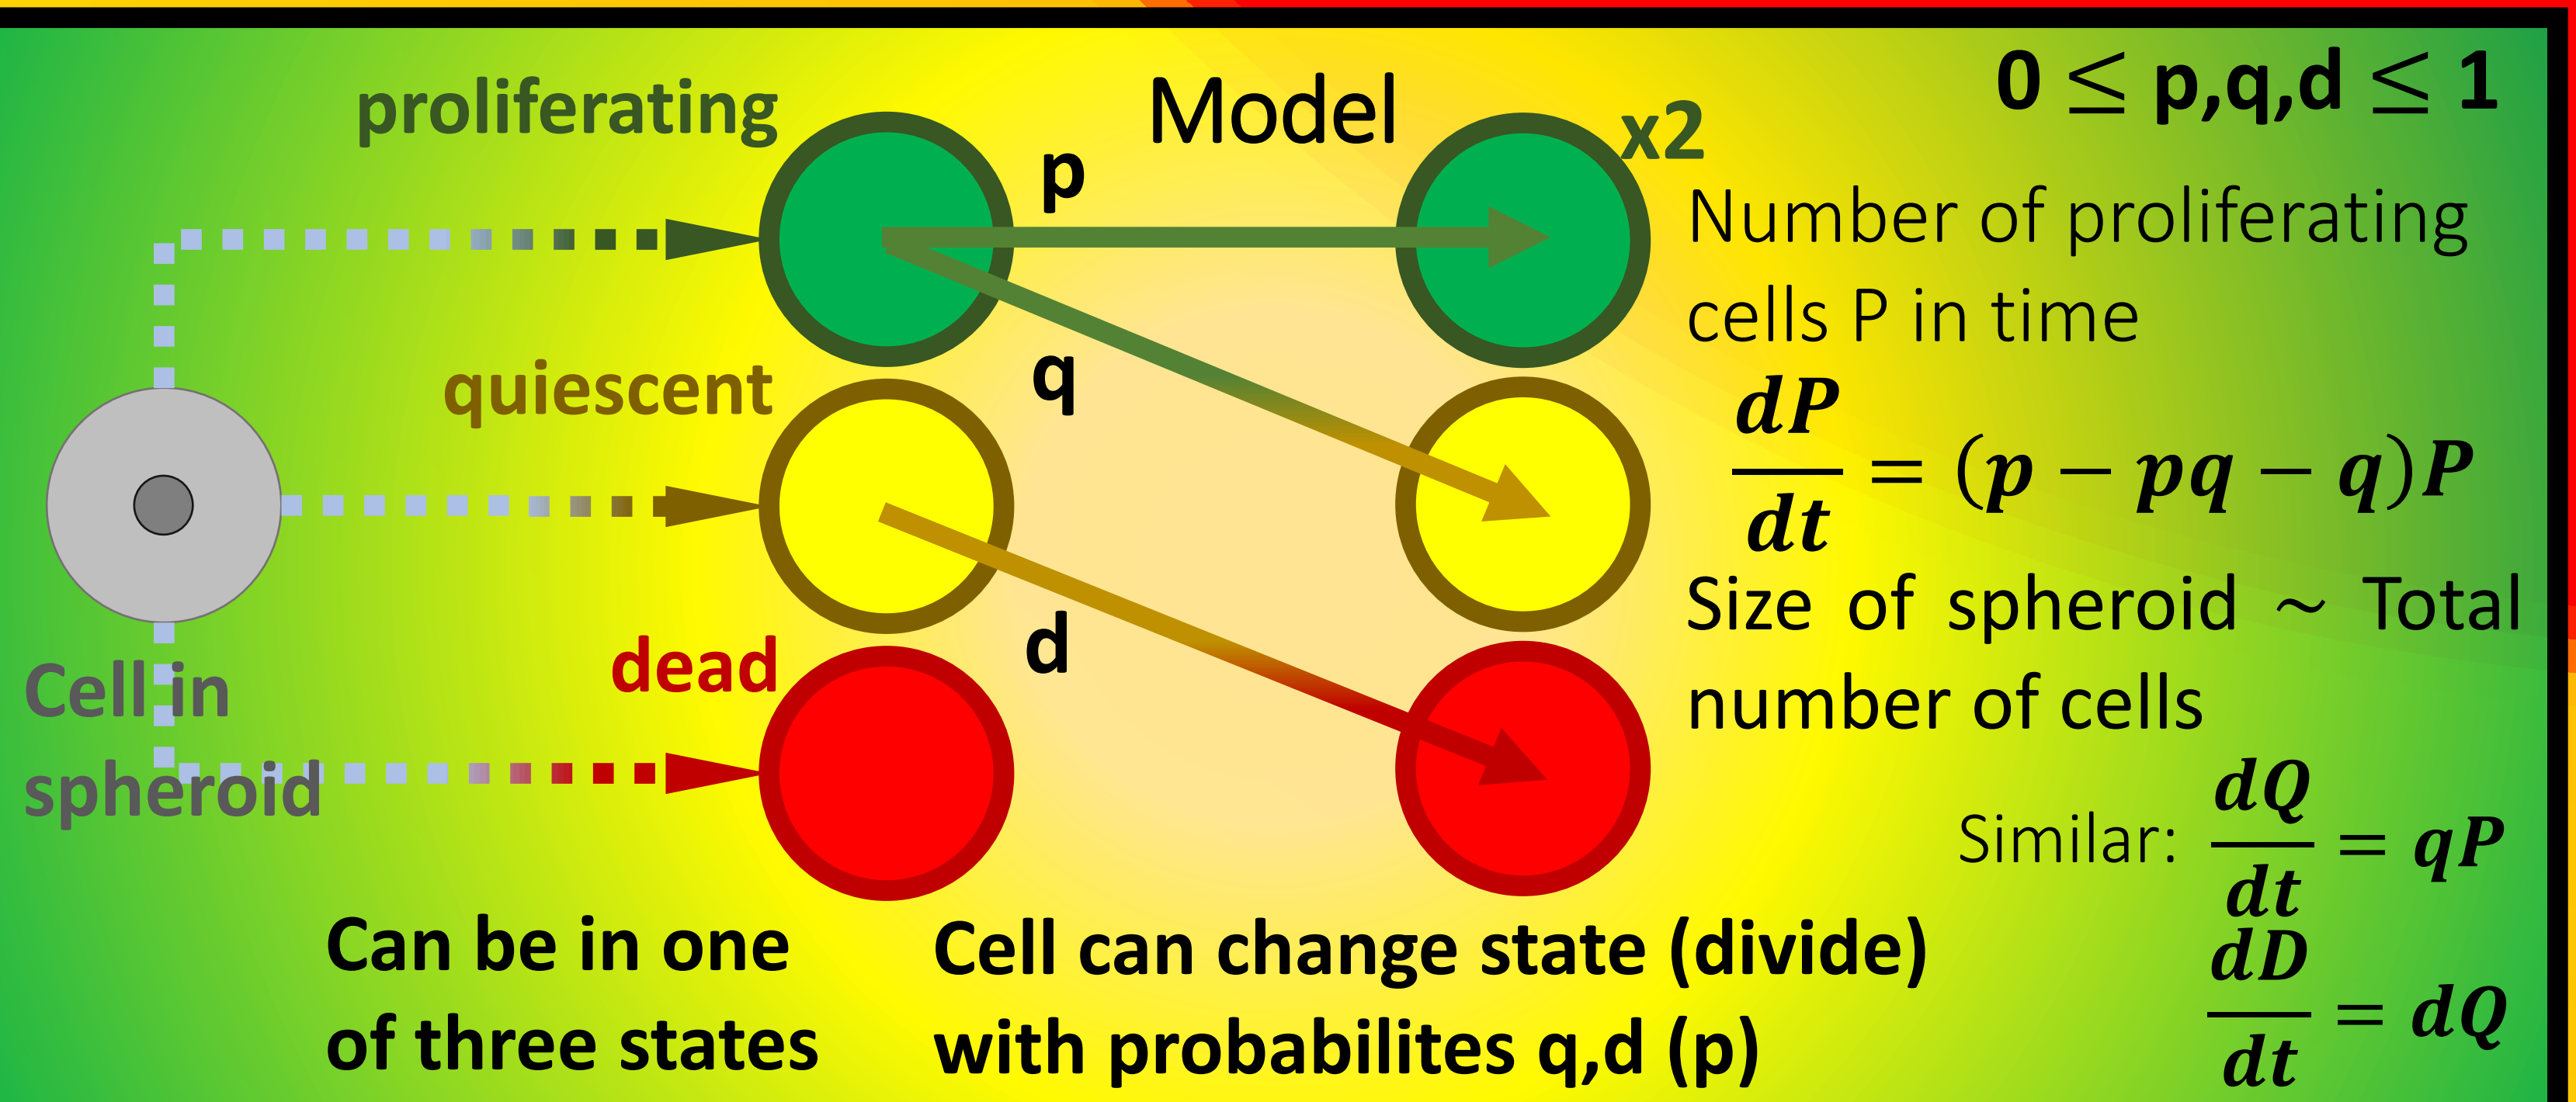 Model
0 ≤ p,q,d ≤ 1
proliferating
p
x2
Number of proliferating
cells P in time
quiescent
q
dP/dt = (p − pq − q)P
Size of spheroid ~ Total
number of cells
dead
d
Cell in
spheroid
Similar: dQ/dt = qP
dD/dt = dQ
Can be in one
of three states
Cell can change state (divide)
with probabilites q,d (p)